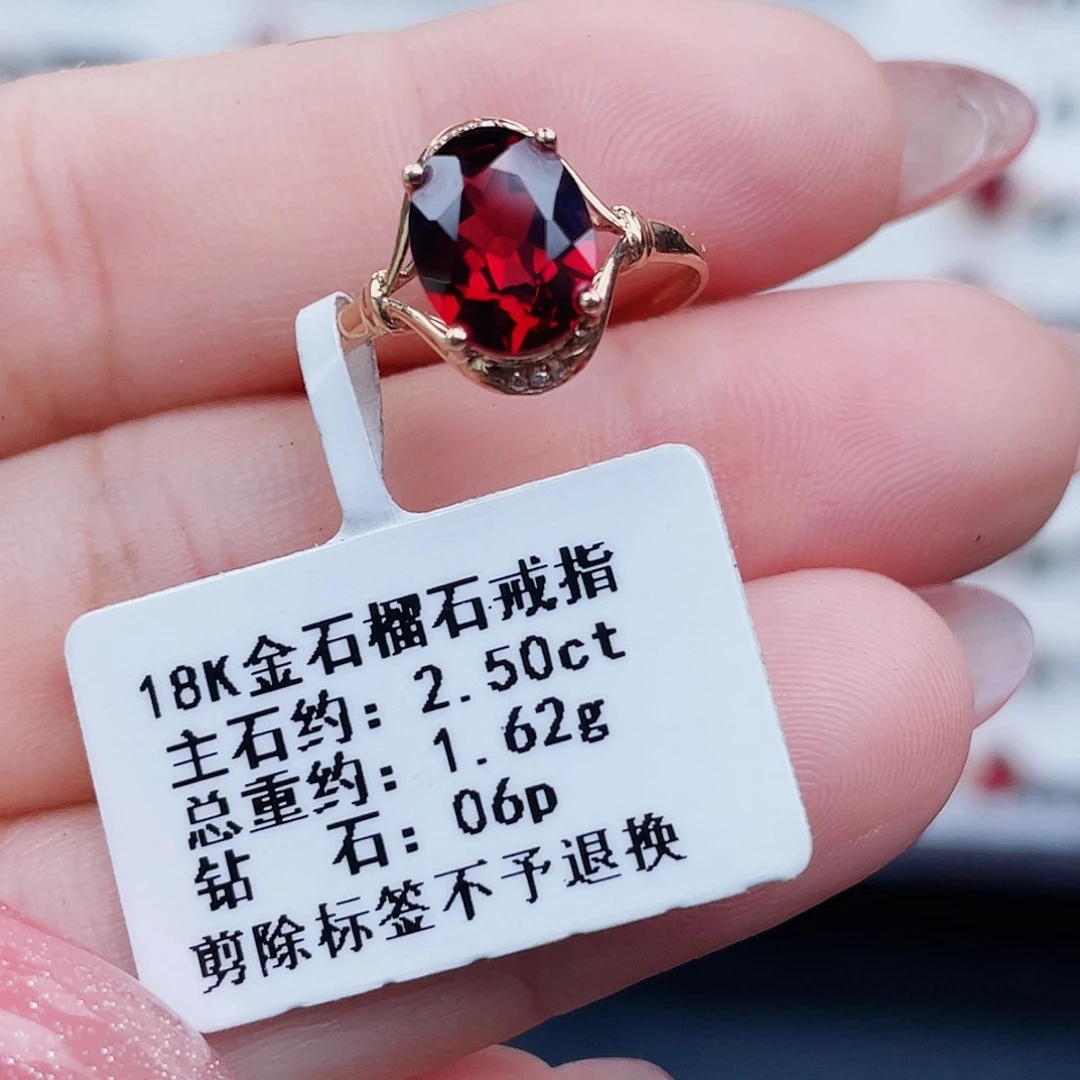 18K金石榴石戒指
主石约：2.50ct
总重约：1.62g
钻 石：06p
剪除标签不予退换